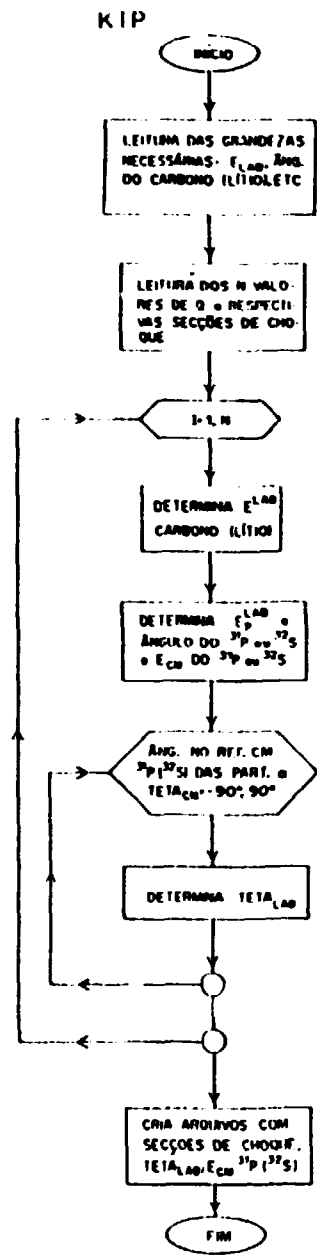 KIP
INÍCIO
LEITURA DAS GRANDEZAS
NECESSÁRIAS- E_LAB, ÂNG.
DO CARBONO (LÍTIO), ETC
LEITURA DOS N VALO-
RES DE Q e RESPECTI-
VAS SECÇÕES DE CHO-
QUE
I=1, N
DETERMINA E^LAB
CARBONO (LÍTIO)
DETERMINA E_P^LAB e
ÂNGULO DO ³¹P ou ³²S
e E_CM DO ³¹P ou ³²S
ÂNG. NO REF. CM
³¹P (³²S) DAS PART. α
TETA_CM=-90°, 90°
DETERMINA TETA_LAB
CRIA ARQUIVOS COM
SECÇÕES DE CHOQUE,
TETA_LAB, E_CM ³¹P (³²S)
FIM